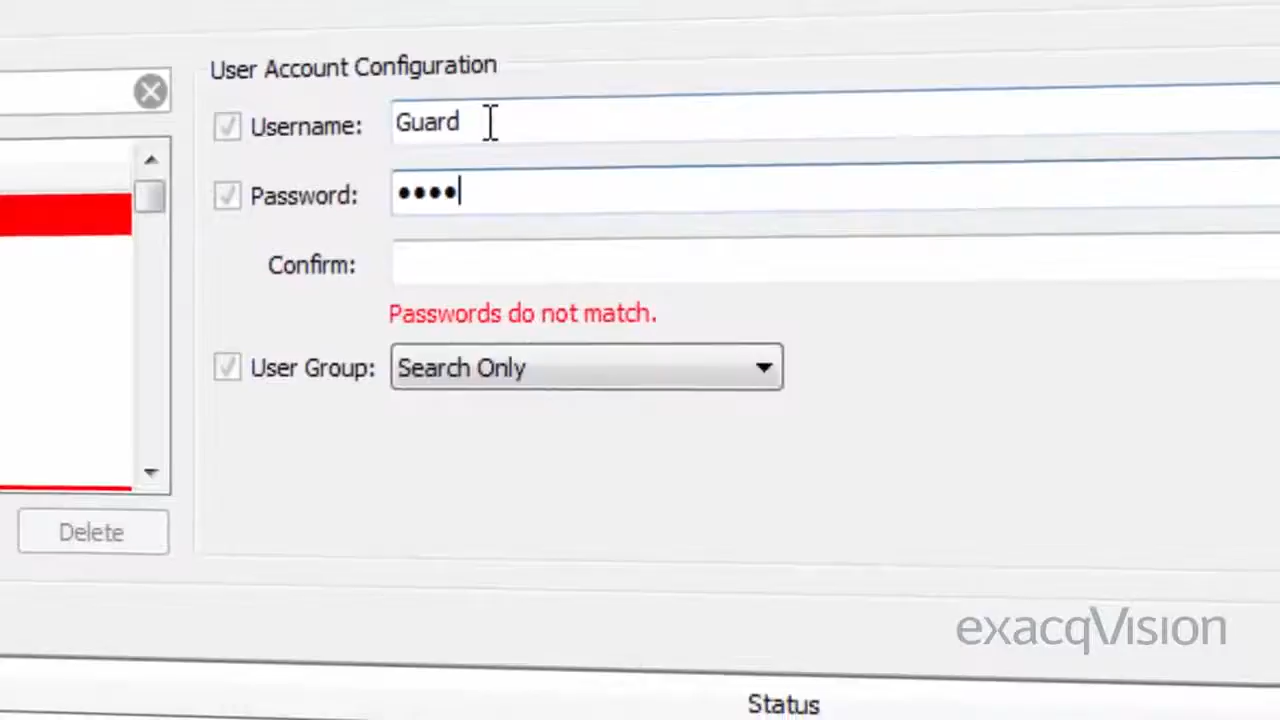 User Account Configuration
Username: Guard
Password: ••••
Confirm:
Passwords do not match.
User Group: Search Only
Delete
exacqVision
Status